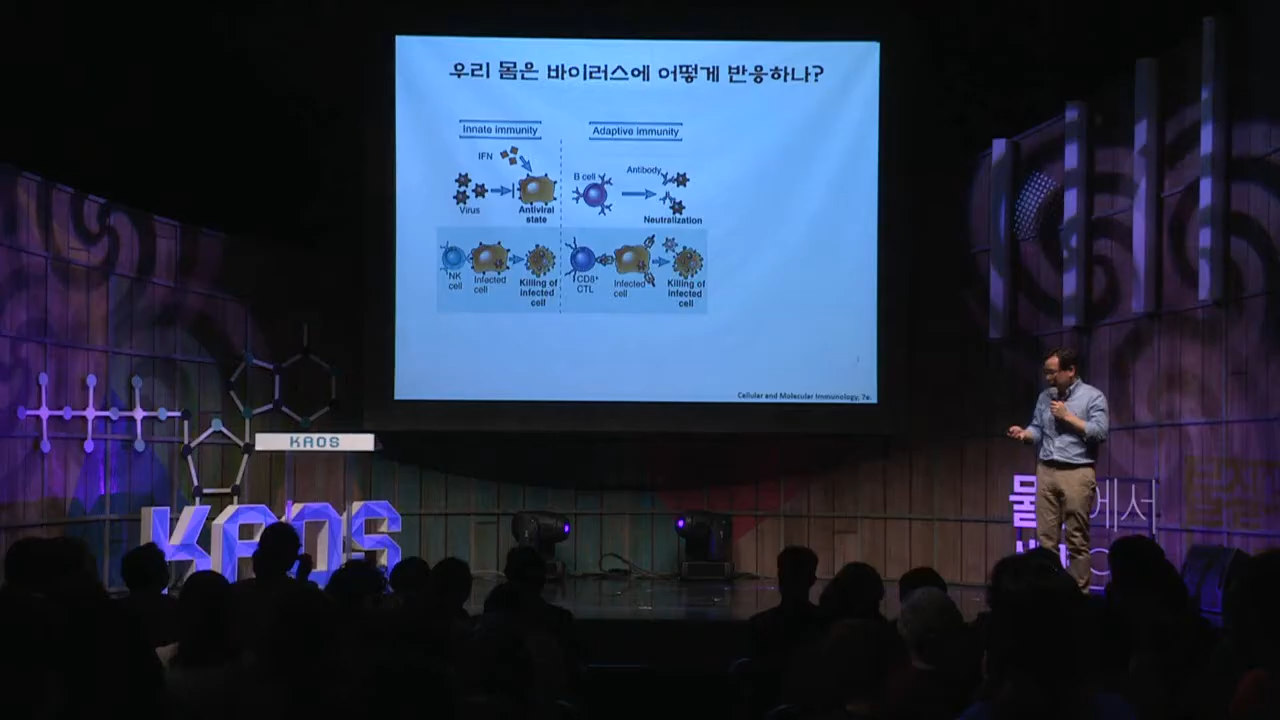 우리 몸은 바이러스에 어떻게 반응하나?
Innate immunity
Adaptive immunity
IFN
Virus
Antiviral
state
B cell
Antibody
Neutralization
NK
cell
Infected
cell
Killing of
infected
cell
CD8+
CTL
Infected
cell
Killing of
infected
cell
Cellular and Molecular Immunology, 7e.
KAOS
KAOS
몸
에서